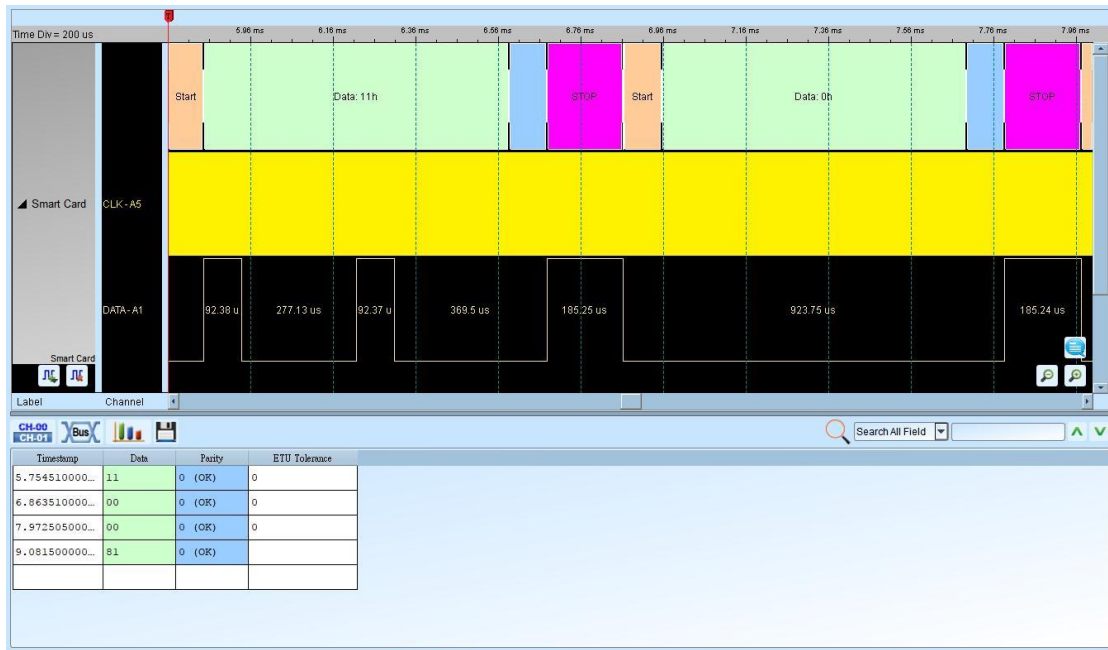 Time Div = 200 us
5.96 ms 6.16 ms 6.36 ms 6.56 ms 6.76 ms 6.96 ms 7.16 ms 7.36 ms 7.56 ms 7.76 ms 7.96 ms
Start Data: 11h STOP Start Data: 0h STOP
Smart Card CLK-A5
DATA-A1 92.38 u 277.13 us 92.37 u 369.5 us 185.25 us 923.75 us 185.24 us
Smart Card
Label Channel
CH-00
CH-01
Bus
Search All Field
Timestamp Data Parity ETU Tolerance
5.754510000... 11 0 (OK) 0
6.863510000... 00 0 (OK) 0
7.972505000... 00 0 (OK) 0
9.081500000... 81 0 (OK)